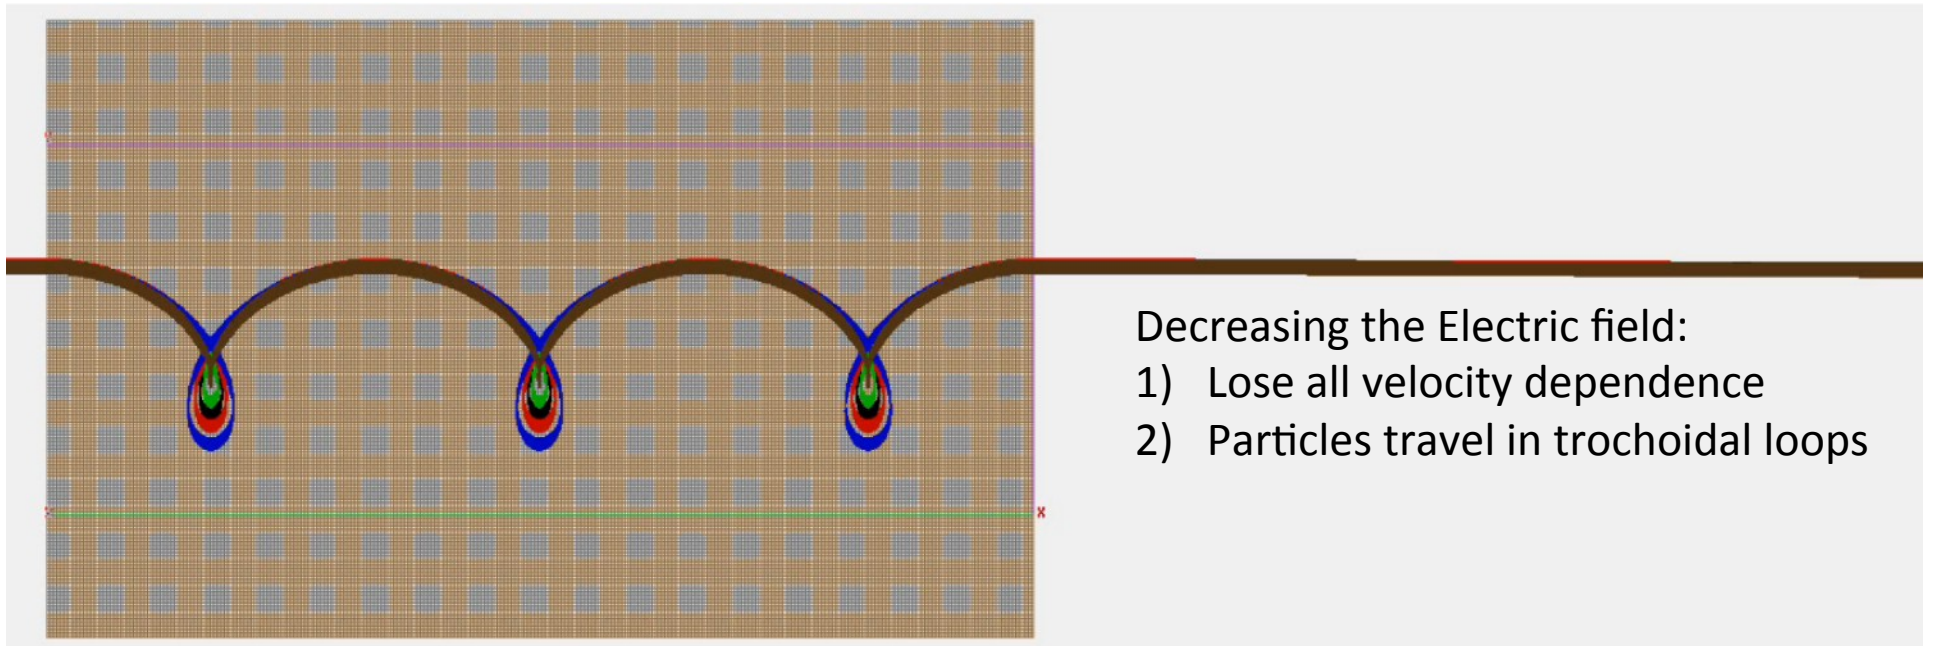 Decreasing the Electric field:
1) Lose all velocity dependence
2) Particles travel in trochoidal loops
x